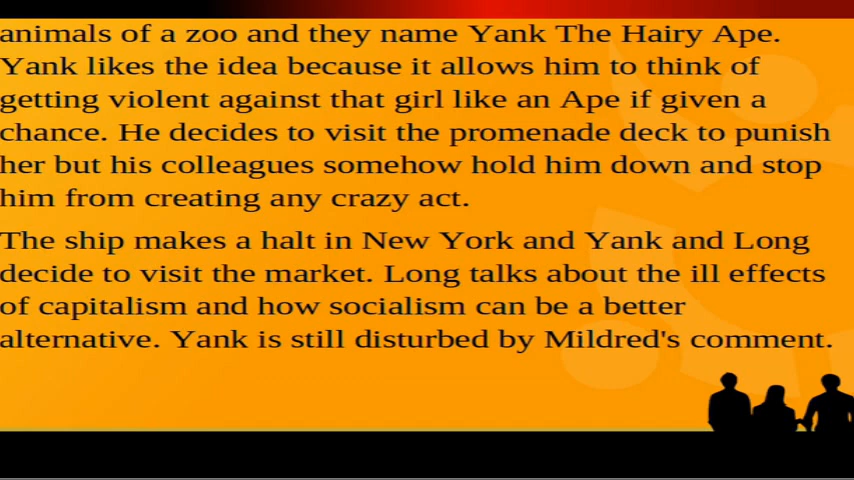 animals of a zoo and they name Yank The Hairy Ape.
Yank likes the idea because it allows him to think of
getting violent against that girl like an Ape if given a
chance. He decides to visit the promenade deck to punish
her but his colleagues somehow hold him down and stop
him from creating any crazy act.
The ship makes a halt in New York and Yank and Long
decide to visit the market. Long talks about the ill effects
of capitalism and how socialism can be a better
alternative. Yank is still disturbed by Mildred's comment.